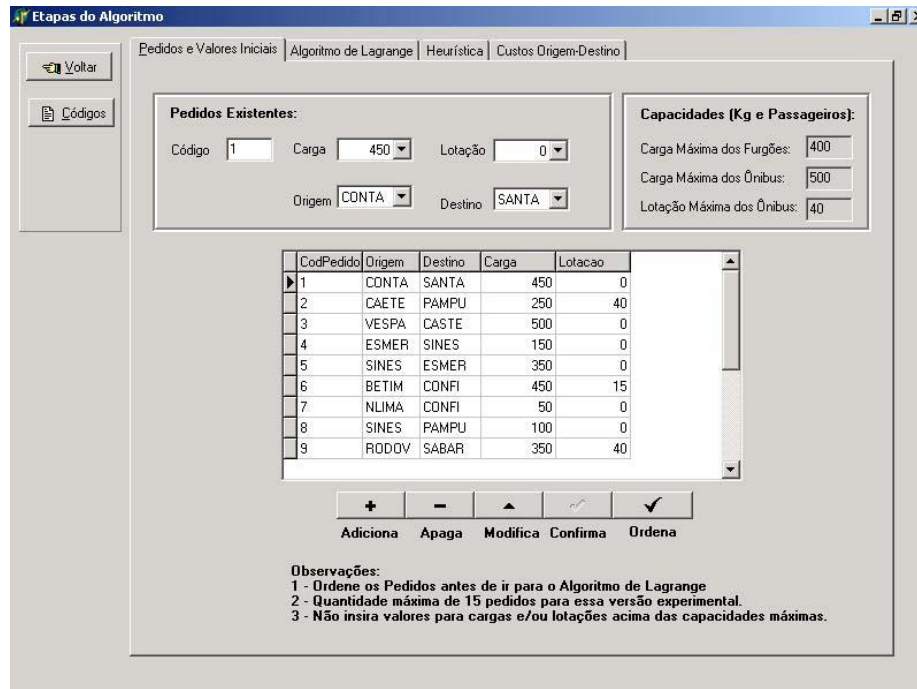 Etapas do Algoritmo
Voltar
Códigos
Pedidos e Valores Iniciais | Algoritmo de Lagrange | Heurística | Custos Origem-Destino
Pedidos Existentes:
Código 1 Carga 450 Lotação 0
Origem CONTA Destino SANTA
Capacidades (Kg e Passageiros):
Carga Máxima dos Furgões: 400
Carga Máxima dos Ônibus: 500
Lotação Máxima dos Ônibus: 40
CodPedido Origem Destino Carga Lotacao
1 CONTA SANTA 450 0
2 CAETE PAMPU 250 40
3 VESPA CASTE 500 0
4 ESMER SINES 150 0
5 SINES ESMER 350 0
6 BETIM CONFI 450 15
7 NLIMA CONFI 50 0
8 SINES PAMPU 100 0
9 RODOV SABAR 350 40
Adiciona Apaga Modifica Confirma Ordena
Observações:
1 - Ordene os Pedidos antes de ir para o Algoritmo de Lagrange
2 - Quantidade máxima de 15 pedidos para essa versão experimental.
3 - Não insira valores para cargas e/ou lotações acima das capacidades máximas.